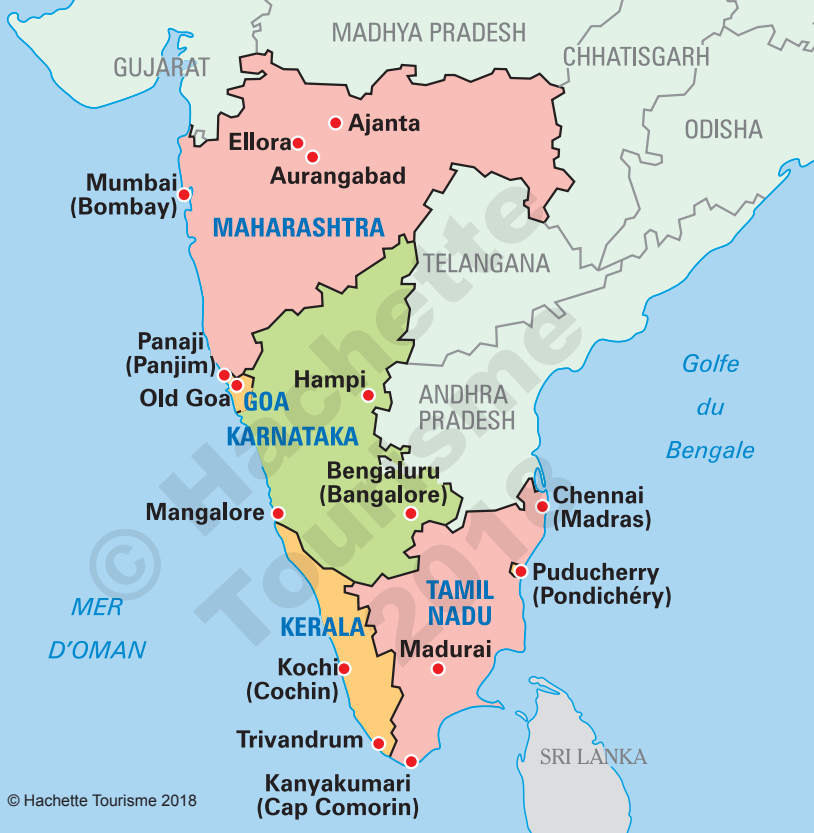 MADHYA PRADESH
GUJARAT
CHHATISGARH
ODISHA
Ajanta
Ellora
Aurangabad
Mumbai
(Bombay)
MAHARASHTRA
TELANGANA
Panaji
(Panjim)
Old Goa
GOA
Hampi
KARNATAKA
ANDHRA
PRADESH
Golfe
du
Bengale
Bengaluru
(Bangalore)
Mangalore
Chennai
(Madras)
Puducherry
(Pondichéry)
TAMIL
NADU
MER
D'OMAN
KERALA
Madurai
Kochi
(Cochin)
Trivandrum
Kanyakumari
(Cap Comorin)
SRI LANKA
© Hachette Tourisme 2018
© Hachette
Tourisme
2018